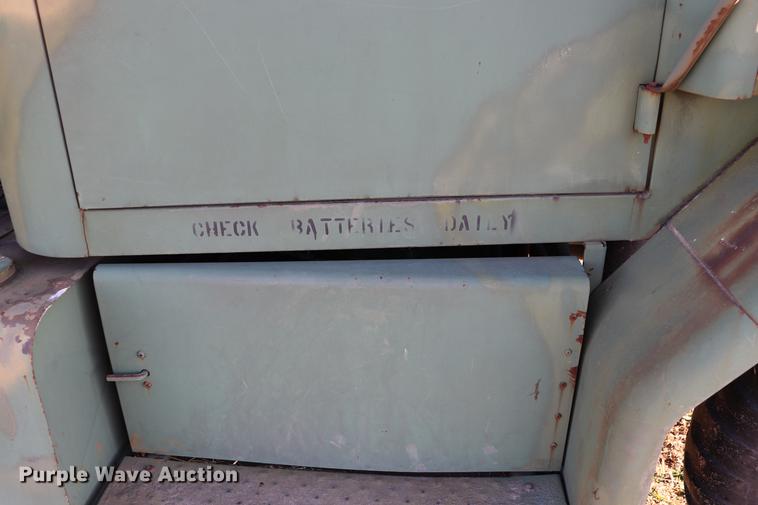 CHECK BATTERIES DAILY
Purple Wave Auction